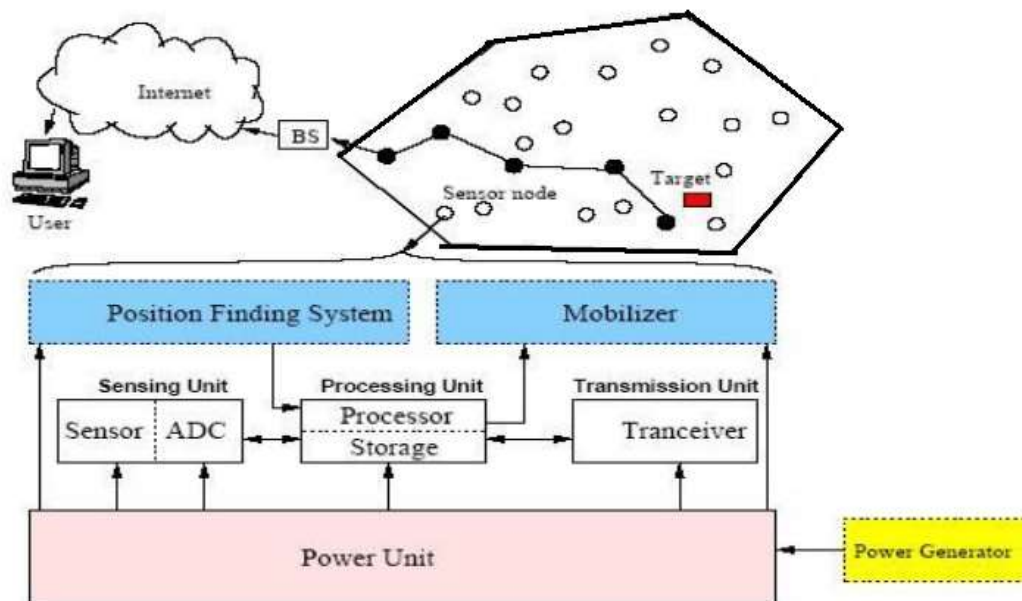 Internet
BS
User
Sensor node
Target
Position Finding System
Mobilizer
Sensing Unit
Processing Unit
Transmission Unit
Sensor
ADC
Processor
Storage
Tranceiver
Power Unit
Power Generator